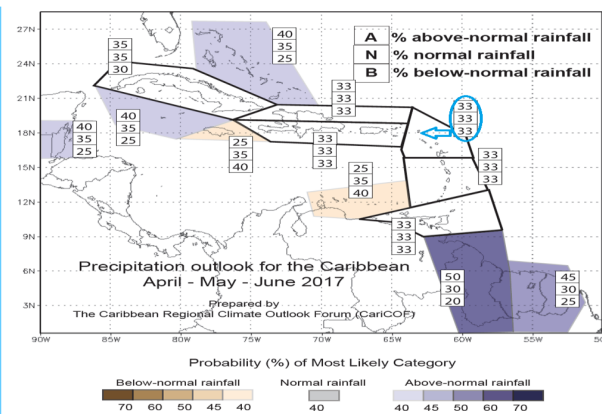 27N
24N
21N
18N
15N
12N
9N
6N
3N
A % above-normal rainfall
N % normal rainfall
B % below-normal rainfall
35
35
30
40
35
25
33
33
33
33
33
33
40
35
25
40
35
25
25
35
40
33
33
33
33
33
33
25
35
40
33
33
33
50
30
20
45
30
25
Precipitation outlook for the Caribbean
April - May - June 2017
Prepared by
The Caribbean Regional Climate Outlook Forum (CariCOF)
90W 85W 80W 75W 70W 65W 60W 55W 50
Probability (%) of Most Likely Category
Below-normal rainfall Normal rainfall Above-normal rainfall
70 60 50 45 40 40 40 45 50 60 70